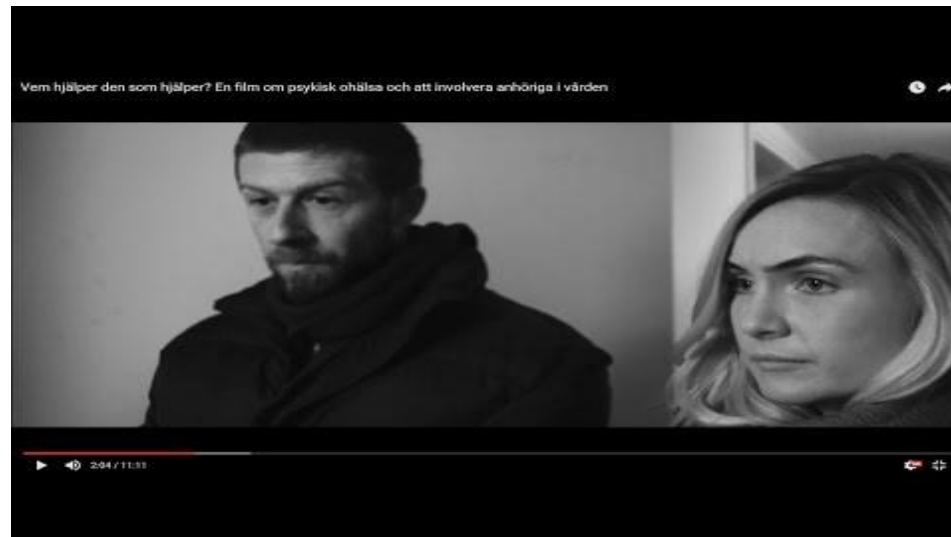 Vem hjälper den som hjälper? En film om psykisk ohälsa och att involvera anhöriga i vården
2:04 / 11:11